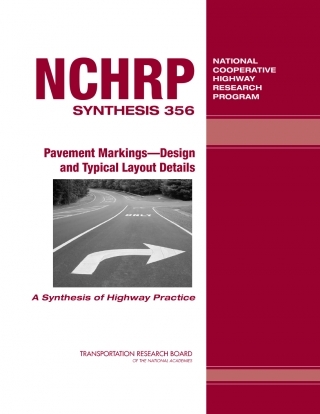 NCHRP
SYNTHESIS 356
NATIONAL
COOPERATIVE
HIGHWAY
RESEARCH
PROGRAM
Pavement Markings—Design
and Typical Layout Details
ONLY
A Synthesis of Highway Practice
TRANSPORTATION RESEARCH BOARD
OF THE NATIONAL ACADEMIES